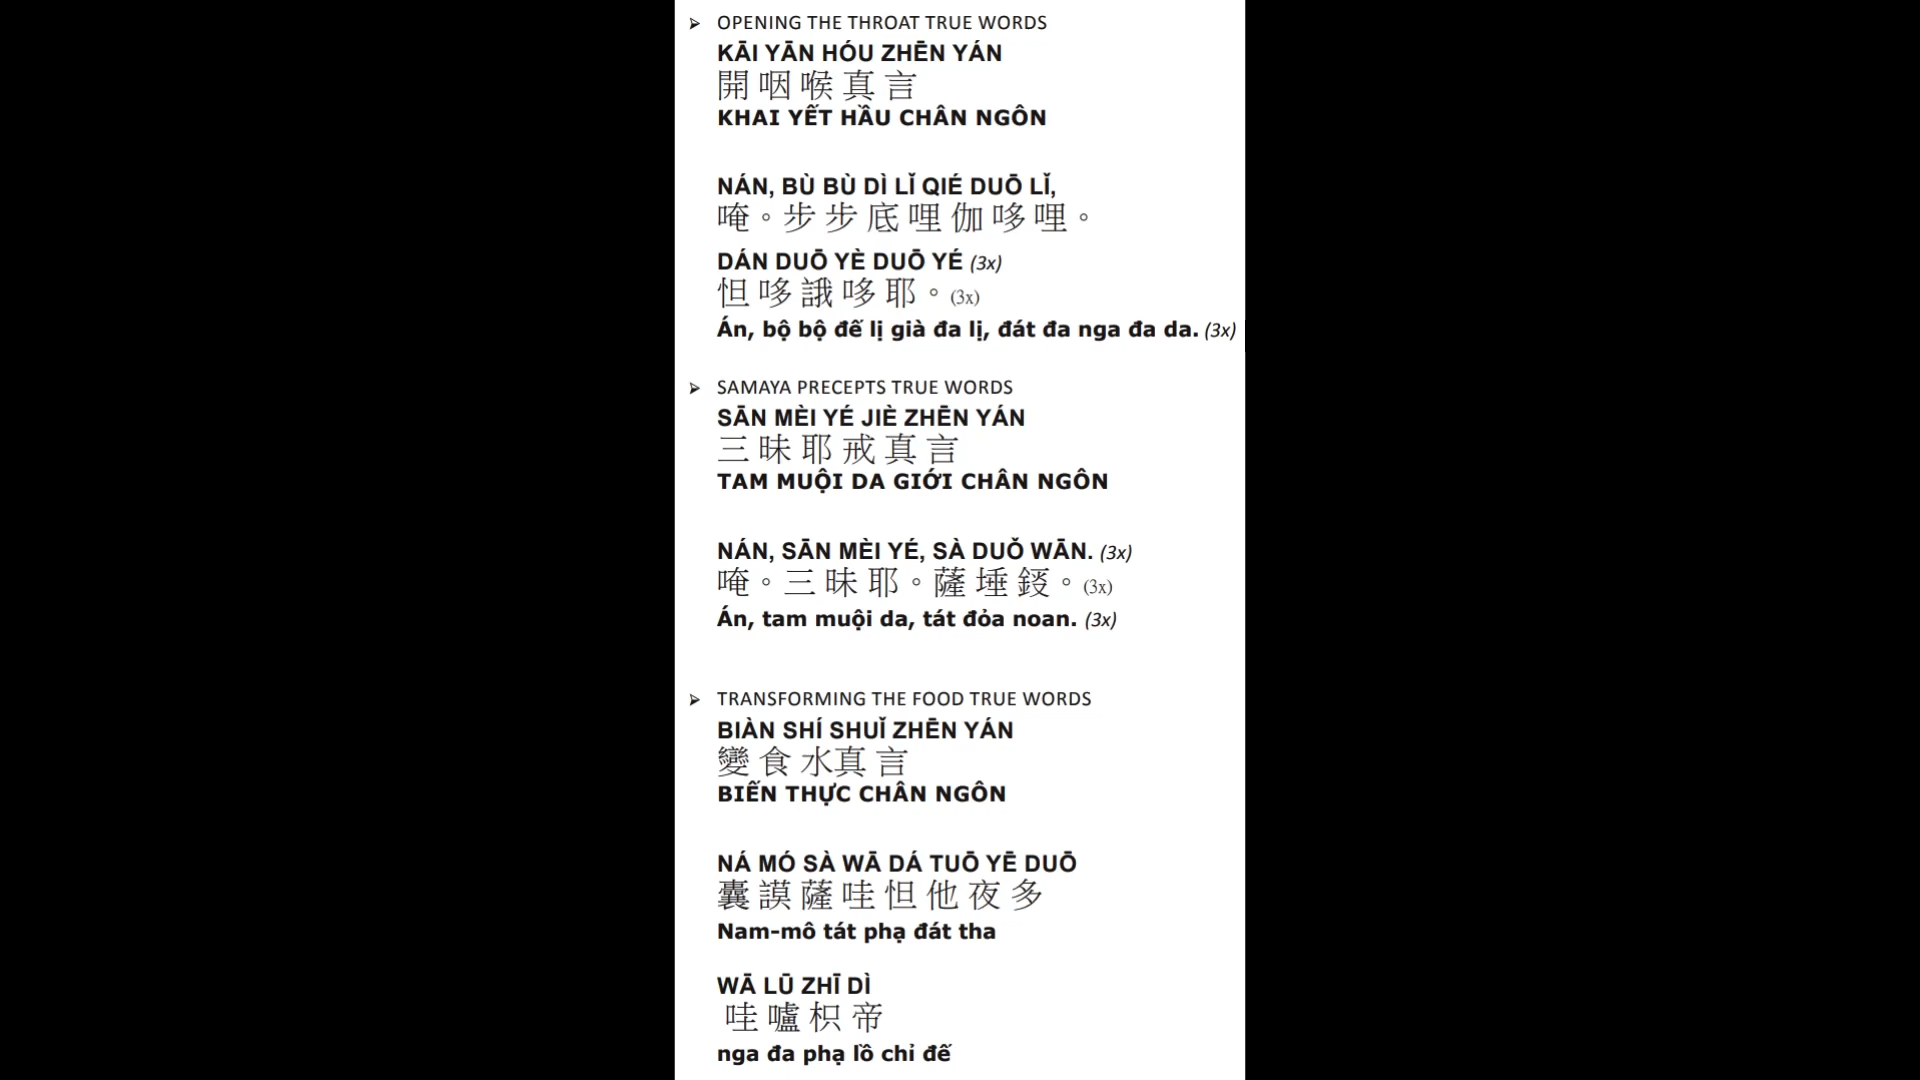 ➢ OPENING THE THROAT TRUE WORDS
KĀI YĀN HÓU ZHĒN YÁN
開 咽 喉 真 言
KHAI YẾT HẦU CHÂN NGÔN
NÁN, BÙ BÙ DÌ LǏ QIÉ DUŌ LǏ,
唵。步 步 底 哩 伽 哆 哩。
DÁN DUŌ YÈ DUŌ YÉ (3x)
怛 哆 誐 哆 耶。(3x)
Án, bộ bộ đế lị già đa lị, đát đa nga đa da. (3x)
➢ SAMAYA PRECEPTS TRUE WORDS
SĀN MÈI YÉ JIÈ ZHĒN YÁN
三 昧 耶 戒 真 言
TAM MUỘI DA GIỚI CHÂN NGÔN
NÁN, SĀN MÈI YÉ, SÀ DUǑ WĀN. (3x)
唵。三 昧 耶。薩 埵 鋄。(3x)
Án, tam muội da, tát đỏa noan. (3x)
➢ TRANSFORMING THE FOOD TRUE WORDS
BIÀN SHÍ SHUǏ ZHĒN YÁN
變 食 水真 言
BIẾN THỰC CHÂN NGÔN
NÁ MÓ SÀ WĀ DÁ TUŌ YĒ DUŌ
囊 謨 薩 哇 怛 他 夜 多
Nam-mô tát phạ đát tha
WĀ LŪ ZHĪ DÌ
哇 嚧 枳 帝
nga đa phạ lồ chỉ đế